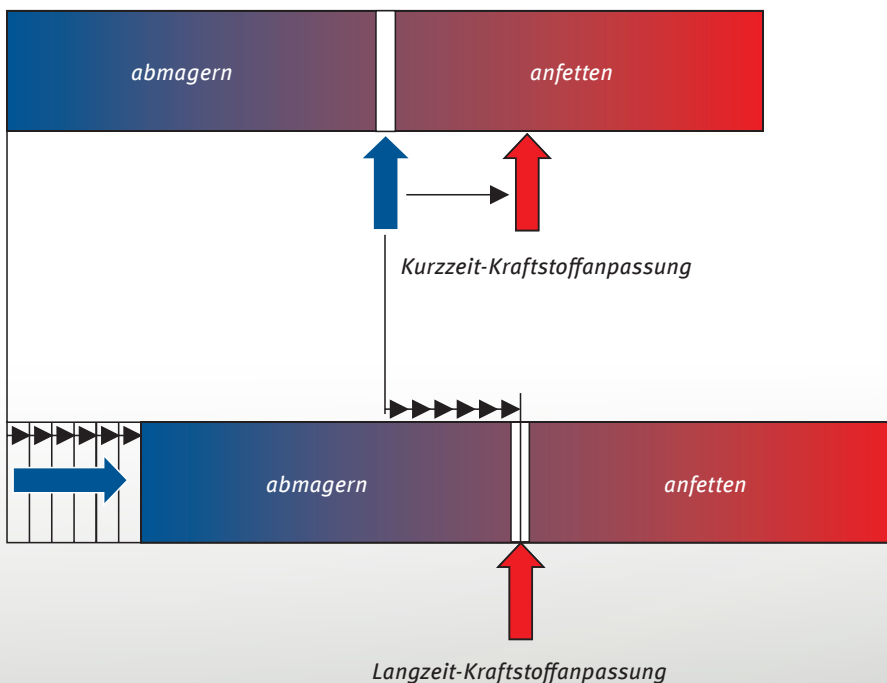 abmagern
anfetten
Kurzzeit-Kraftstoffanpassung
abmagern
anfetten
Langzeit-Kraftstoffanpassung